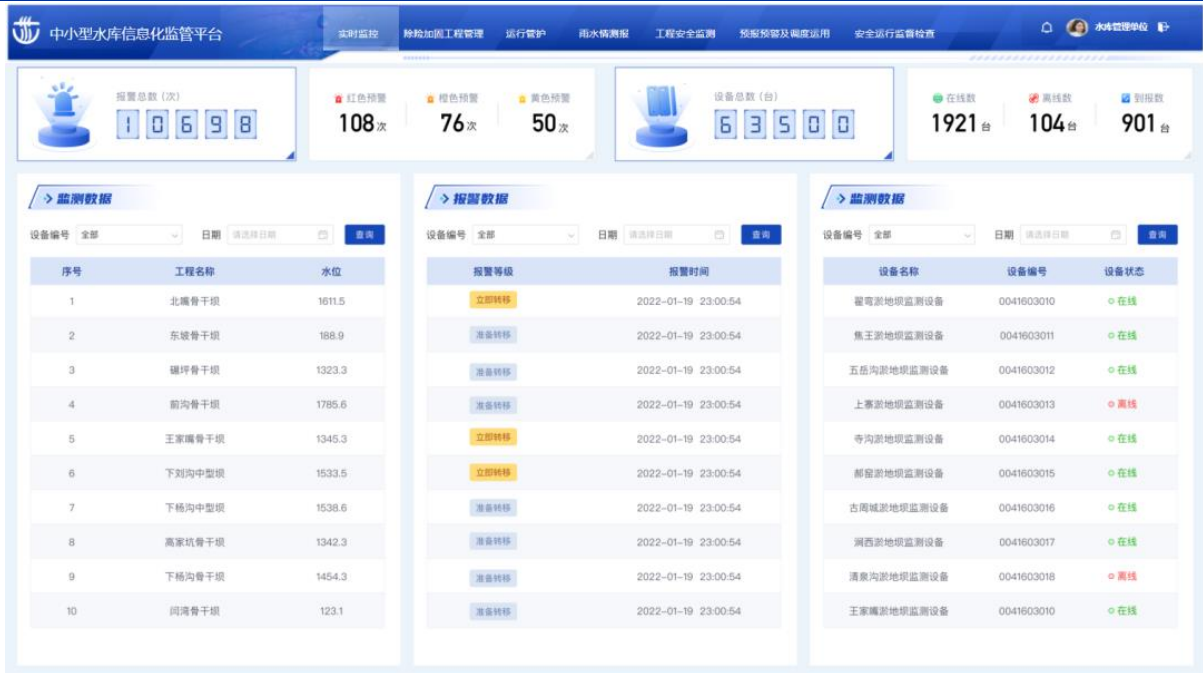 中小型水库信息化监管平台 实时监控 除险加固工程管理 运行管护 雨水情测报 工程安全监测 预报预警及调度运用 安全运行监督检查 水库管理单位
报警总数（次）
10698
红色预警 橙色预警 黄色预警
108次 76次 50次
设备总数（台）
63500
在线数 离线数 到报数
1921台 104台 901台
监测数据
设备编号 全部 日期 请选择日期 查询
序号 工程名称 水位
1 北嘴骨干坝 1611.5
2 东坡骨干坝 188.9
3 碾坪骨干坝 1323.3
4 前沟骨干坝 1785.6
5 王家嘴骨干坝 1345.3
6 下刘沟中型坝 1533.5
7 下杨沟中型坝 1538.6
8 高家坑骨干坝 1342.3
9 下杨沟骨干坝 1454.3
10 闫湾骨干坝 123.1
报警数据
设备编号 全部 日期 请选择日期 查询
报警等级 报警时间
立即转移 2022-01-19 23:00:54
准备转移 2022-01-19 23:00:54
准备转移 2022-01-19 23:00:54
准备转移 2022-01-19 23:00:54
立即转移 2022-01-19 23:00:54
立即转移 2022-01-19 23:00:54
准备转移 2022-01-19 23:00:54
准备转移 2022-01-19 23:00:54
准备转移 2022-01-19 23:00:54
准备转移 2022-01-19 23:00:54
监测数据
设备编号 全部 日期 请选择日期 查询
设备名称 设备编号 设备状态
翟弯淤地坝监测设备 0041603010 在线
焦王淤地坝监测设备 0041603011 在线
五岳沟淤地坝监测设备 0041603012 在线
上寨淤地坝监测设备 0041603013 离线
寺沟淤地坝监测设备 0041603014 在线
郝窑淤地坝监测设备 0041603015 在线
古周城淤地坝监测设备 0041603016 在线
涧西淤地坝监测设备 0041603017 在线
清泉沟淤地坝监测设备 0041603018 离线
王家嘴淤地坝监测设备 0041603010 在线